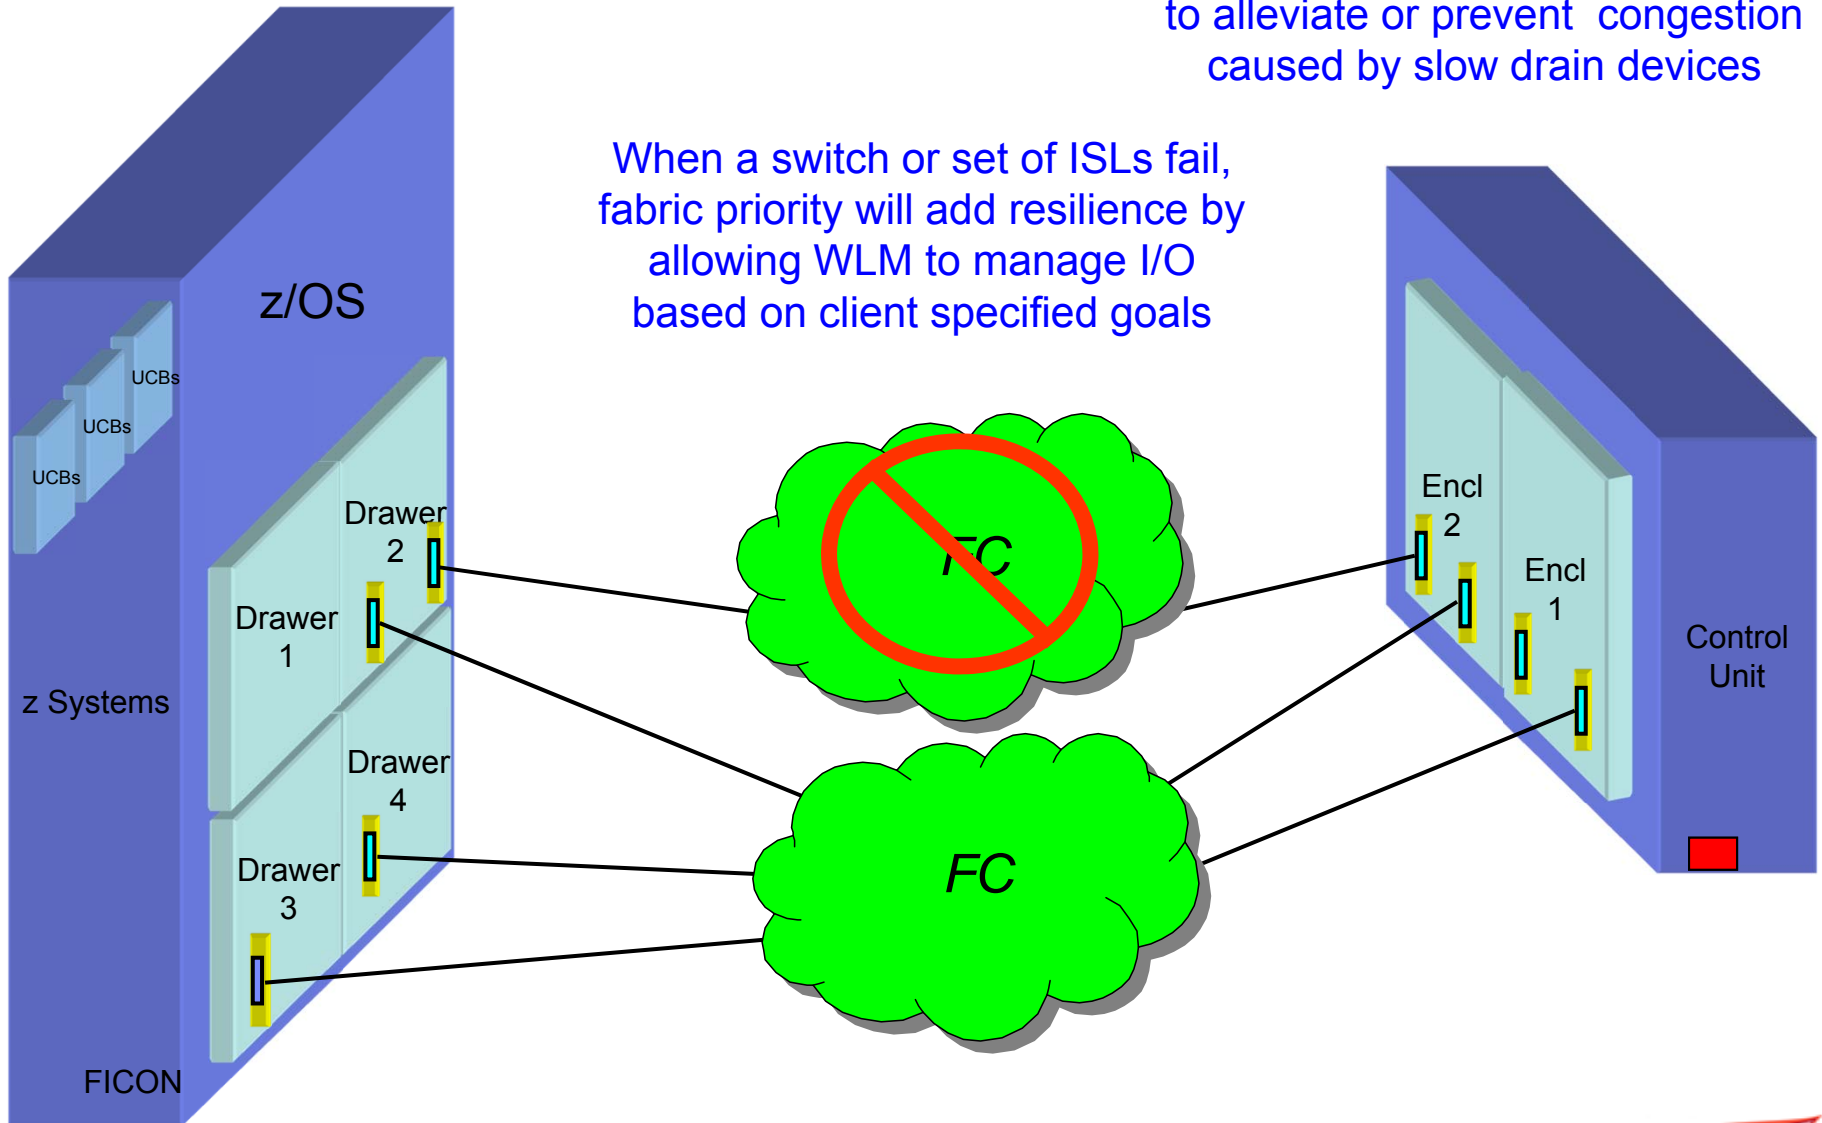 to alleviate or prevent congestion
caused by slow drain devices
When a switch or set of ISLs fail,
fabric priority will add resilience by
allowing WLM to manage I/O
based on client specified goals
z/OS
UCBs
UCBs
UCBs
Drawer
2
Drawer
1
z Systems
Drawer
4
Drawer
3
FICON
FC
FC
Encl
2
Encl
1
Control
Unit